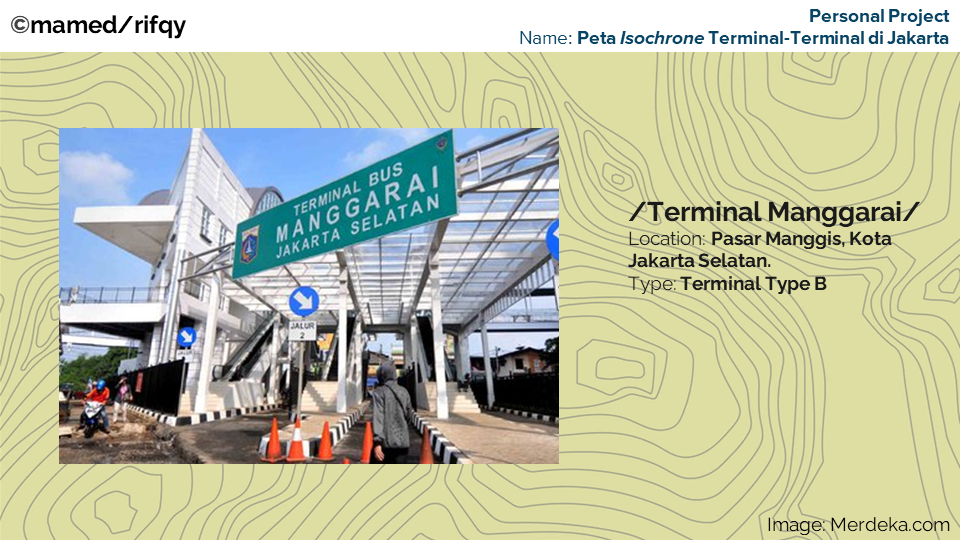 ©mamed/rifqy
Personal Project
Name: Peta Isochrone Terminal-Terminal di Jakarta
TERMINAL BUS
MANGGARAI
JAKARTA SELATAN
JALUR
2
/Terminal Manggarai/
Location: Pasar Manggis, Kota
Jakarta Selatan.
Type: Terminal Type B
Image: Merdeka.com